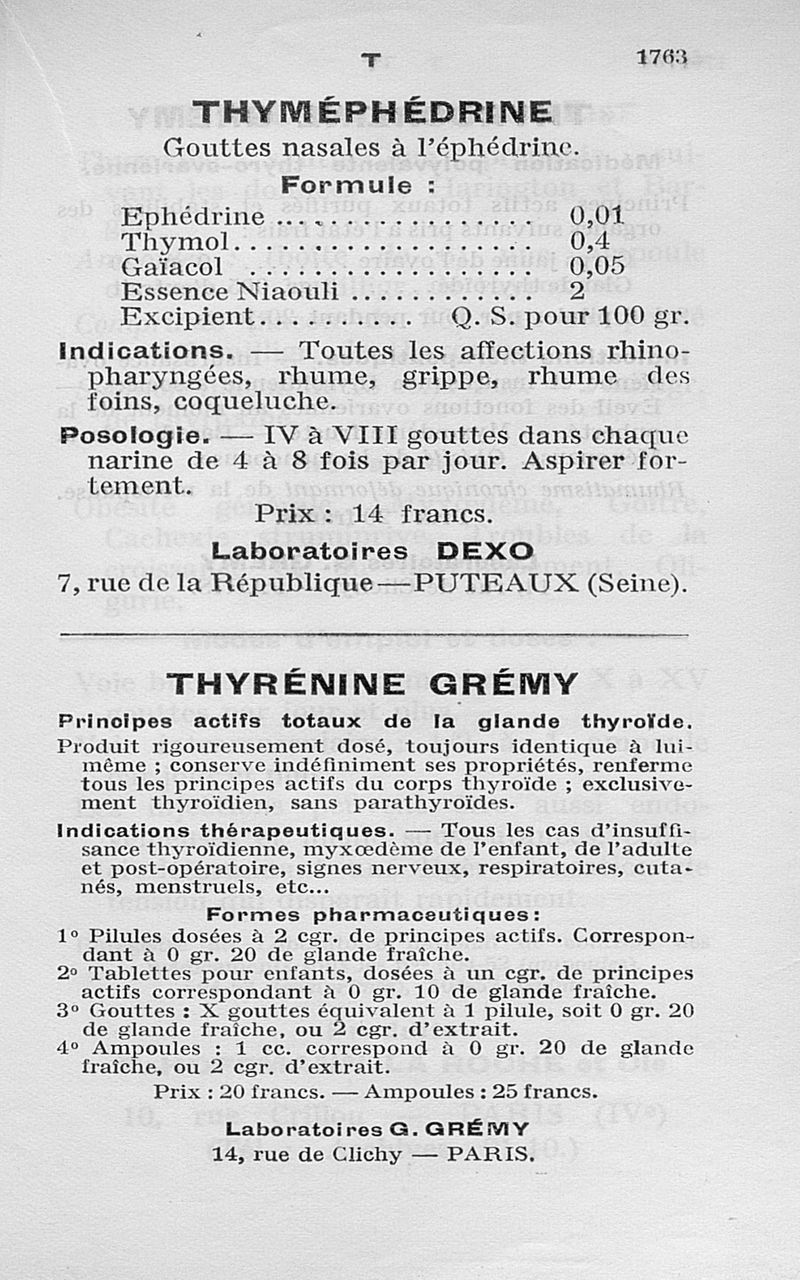 T 1763
THYMÉPHÉDRINE
Gouttes nasales à l'éphédrine.
Formule :
Ephédrine ................ 0,01
Thymol................... 0,4
Gaïacol .................. 0,05
Essence Niaouli ............ 2
Excipient.......... Q. S. pour 100 gr.
Indications. — Toutes les affections rhino-
pharyngées, rhume, grippe, rhume des
foins, coqueluche.
Posologie. — IV à VIII gouttes dans chaque
narine de 4 à 8 fois par jour. Aspirer for-
tement.
Prix : 14 francs.
Laboratoires DEXO
7, rue de la République — PUTEAUX (Seine).
THYRÉNINE GRÉMY
Principes actifs totaux de la glande thyroïde.
Produit rigoureusement dosé, toujours identique à lui-
même ; conserve indéfiniment ses propriétés, renferme
tous les principes actifs du corps thyroïde ; exclusive-
ment thyroïdien, sans parathyroïdes.
Indications thérapeutiques. — Tous les cas d'insuffi-
sance thyroïdienne, myxœdème de l'enfant, de l'adulte
et post-opératoire, signes nerveux, respiratoires, cuta-
nés, menstruels, etc...
Formes pharmaceutiques:
1° Pilules dosées à 2 cgr. de principes actifs. Correspon-
dant à 0 gr. 20 de glande fraîche.
2° Tablettes pour enfants, dosées à un cgr. de principes
actifs correspondant à 0 gr. 10 de glande fraîche.
3° Gouttes : X gouttes équivalent à 1 pilule, soit 0 gr. 20
de glande fraîche, ou 2 cgr. d'extrait.
4° Ampoules : 1 cc. correspond à 0 gr. 20 de glande
fraîche, ou 2 cgr. d'extrait.
Prix : 20 francs. — Ampoules : 25 francs.
Laboratoires G. GRÉMY
14, rue de Clichy — PARIS.